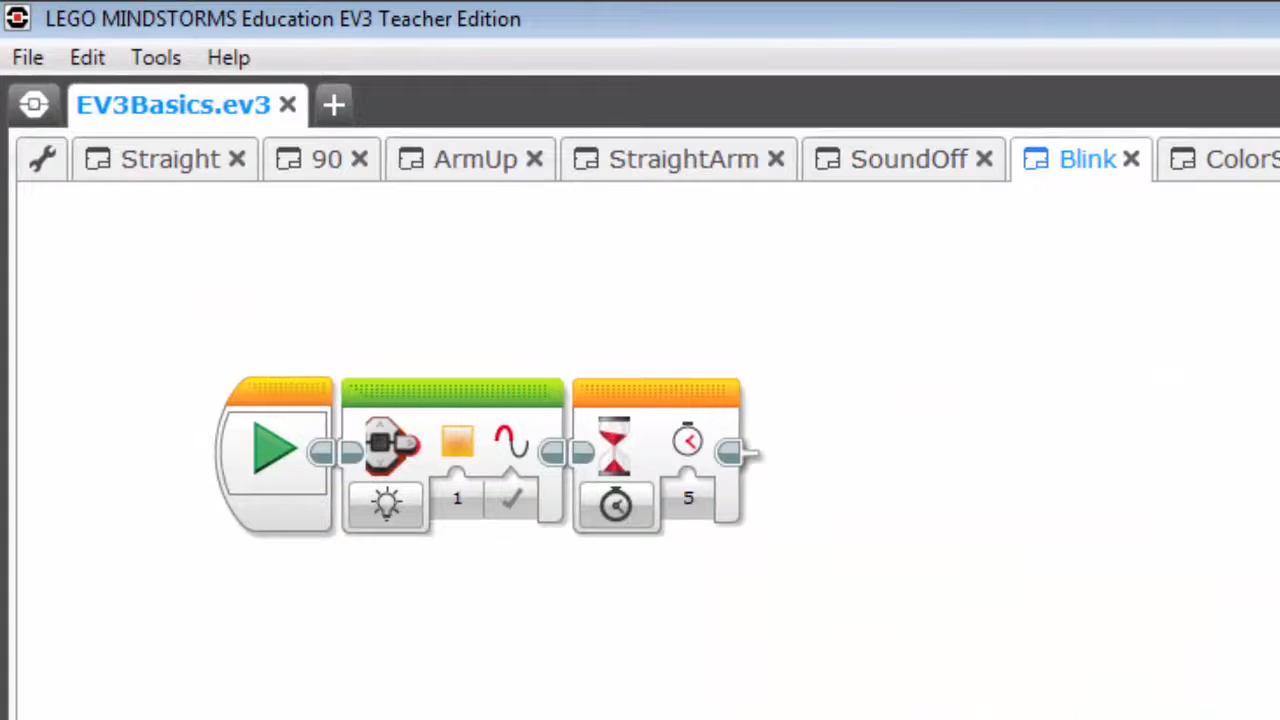 LEGO MINDSTORMS Education EV3 Teacher Edition
File Edit Tools Help
EV3Basics.ev3
Straight 90 ArmUp StraightArm SoundOff Blink ColorS
1 5